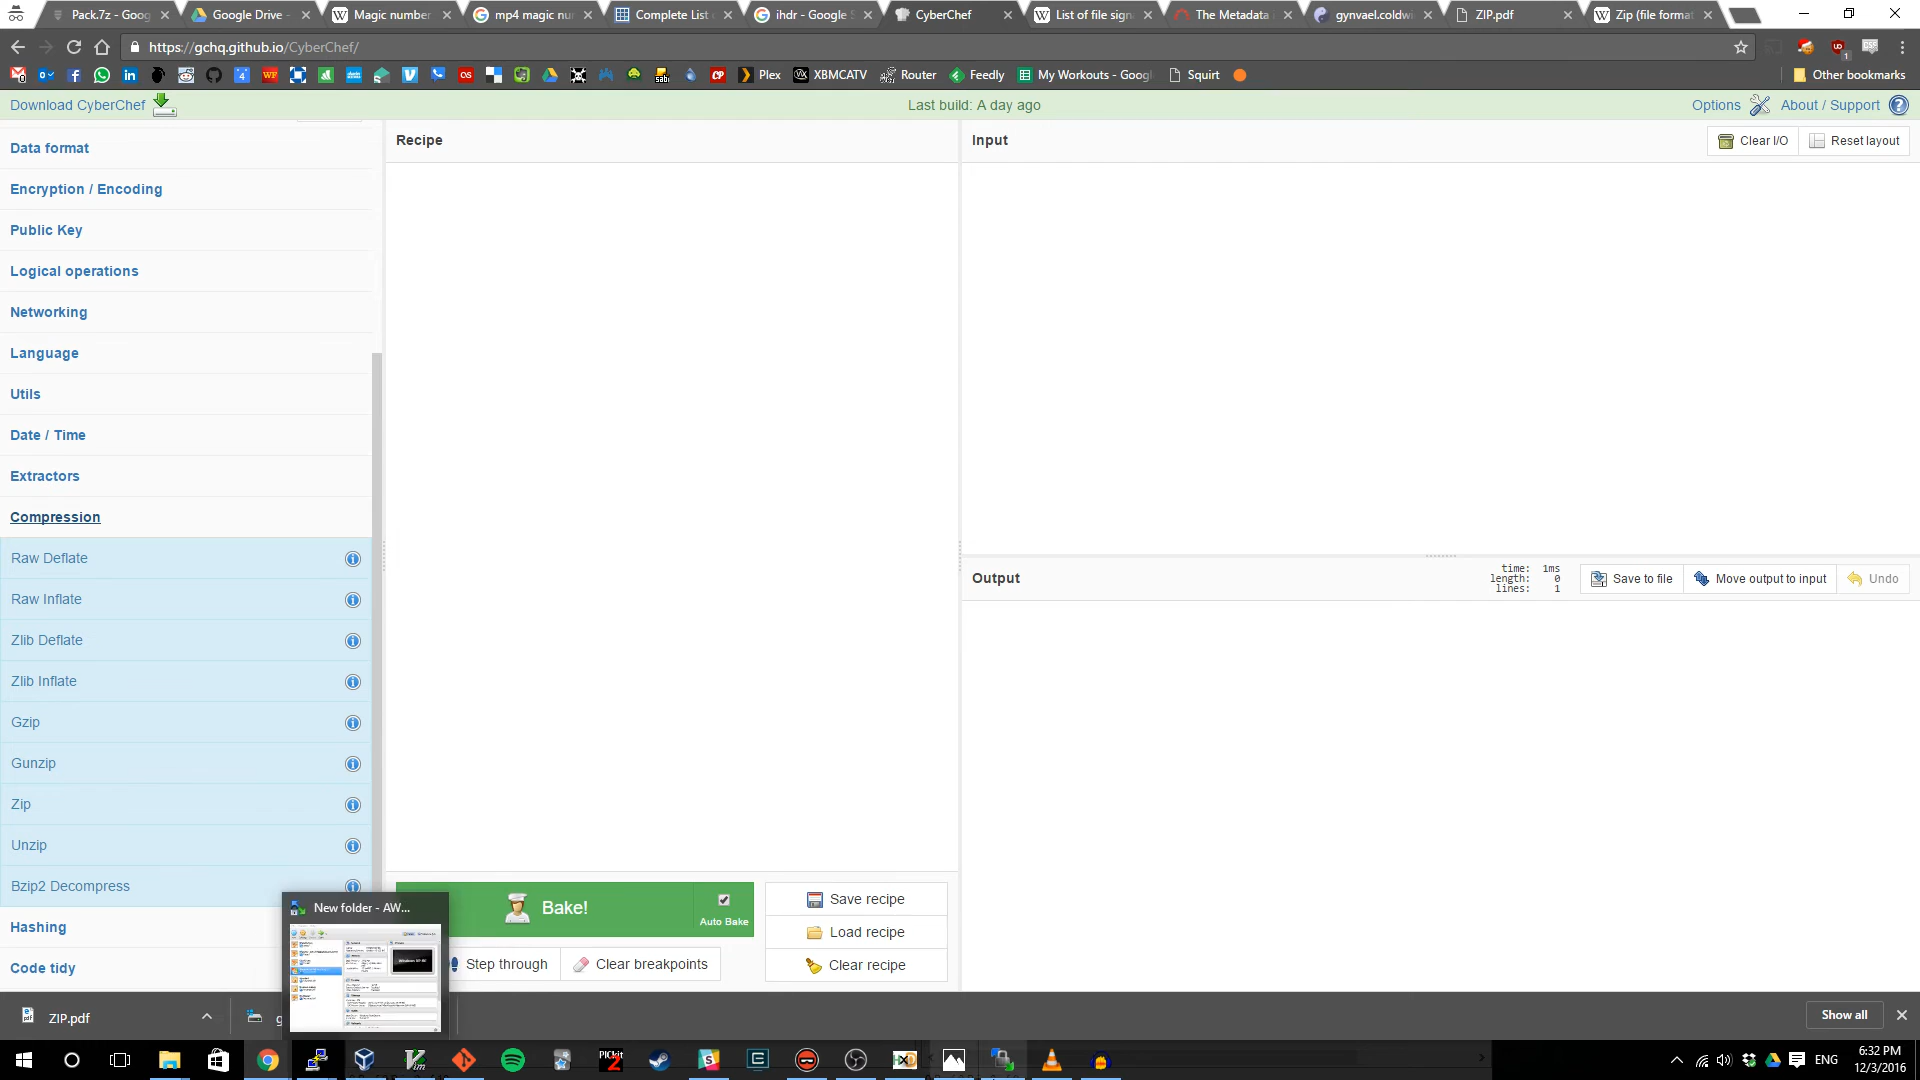 Pack.7z - Goog
Google Drive -
Magic number
mp4 magic nu
Complete List
ihdr - Google S
CyberChef
List of file sign
The Metadata
gynvael.coldwi
ZIP.pdf
Zip (file format
https://gchq.github.io/CyberChef/
Plex
XBMCATV
Router
Feedly
My Workouts - Goog
Squirt
Other bookmarks
Download CyberChef
Last build: A day ago
Options
About / Support
Data format
Encryption / Encoding
Public Key
Logical operations
Networking
Language
Utils
Date / Time
Extractors
Compression
Raw Deflate
Raw Inflate
Zlib Deflate
Zlib Inflate
Gzip
Gunzip
Zip
Unzip
Bzip2 Decompress
Hashing
Code tidy
Recipe
Bake!
Auto Bake
Step through
Clear breakpoints
Save recipe
Load recipe
Clear recipe
Input
Clear I/O
Reset layout
Output
time: 1ms
length: 0
lines: 1
Save to file
Move output to input
Undo
New folder - AW...
ZIP.pdf
g
Show all
ENG
6:32 PM
12/3/2016